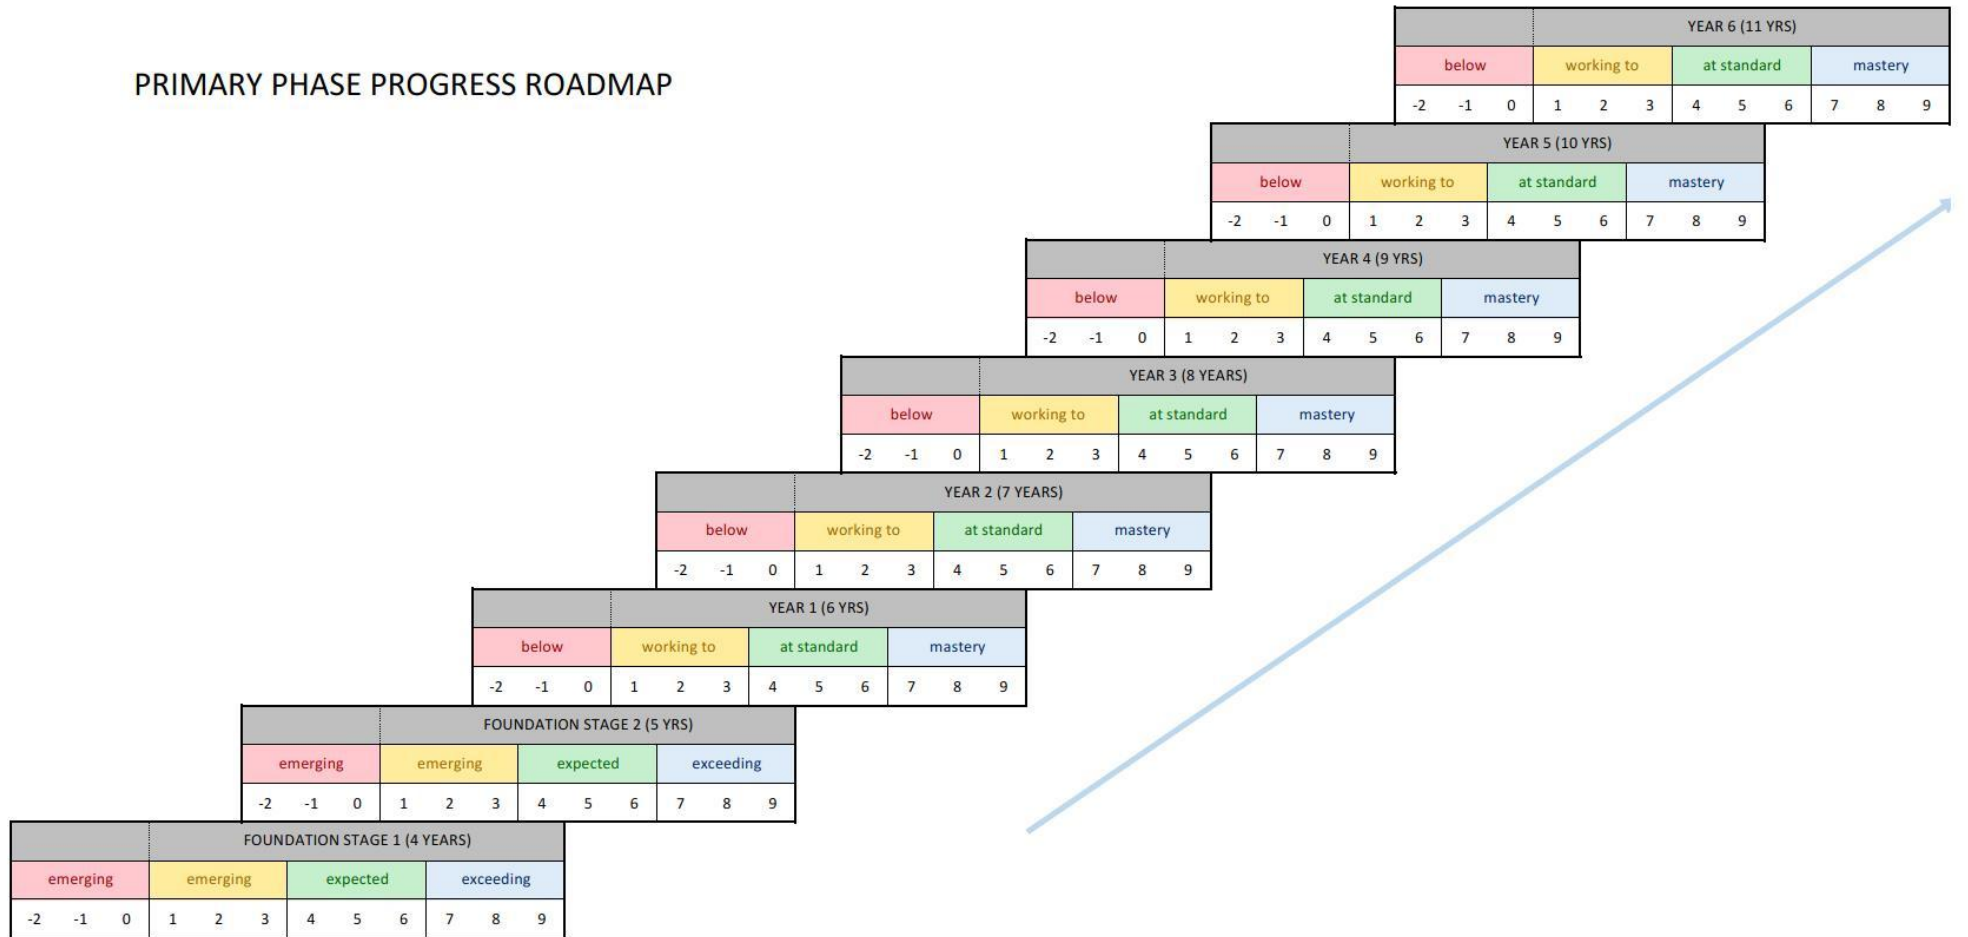 YEAR 6 (11 YRS)
below working to at standard mastery
PRIMARY PHASE PROGRESS ROADMAP
-2 -1 0 1 2 3 4 5 6 7 8 9
YEAR 5 (10 YRS)
below working to at standard mastery
-2 -1 0 1 2 3 4 5 6 7 8 9
YEAR 4 (9 YRS)
below working to at standard mastery
-2 -1 0 1 2 3 4 5 6 7 8 9
YEAR 3 (8 YEARS)
below working to at standard mastery
-2 -1 0 1 2 3 4 5 6 7 8 9
YEAR 2 (7 YEARS)
below working to at standard mastery
-2 -1 0 1 2 3 4 5 6 7 8 9
YEAR 1 (6 YRS)
below working to at standard mastery
-2 -1 0 1 2 3 4 5 6 7 8 9
FOUNDATION STAGE 2 (5 YRS)
emerging emerging expected exceeding
-2 -1 0 1 2 3 4 5 6 7 8 9
FOUNDATION STAGE 1 (4 YEARS)
emerging emerging expected exceeding
-2 -1 0 1 2 3 4 5 6 7 8 9